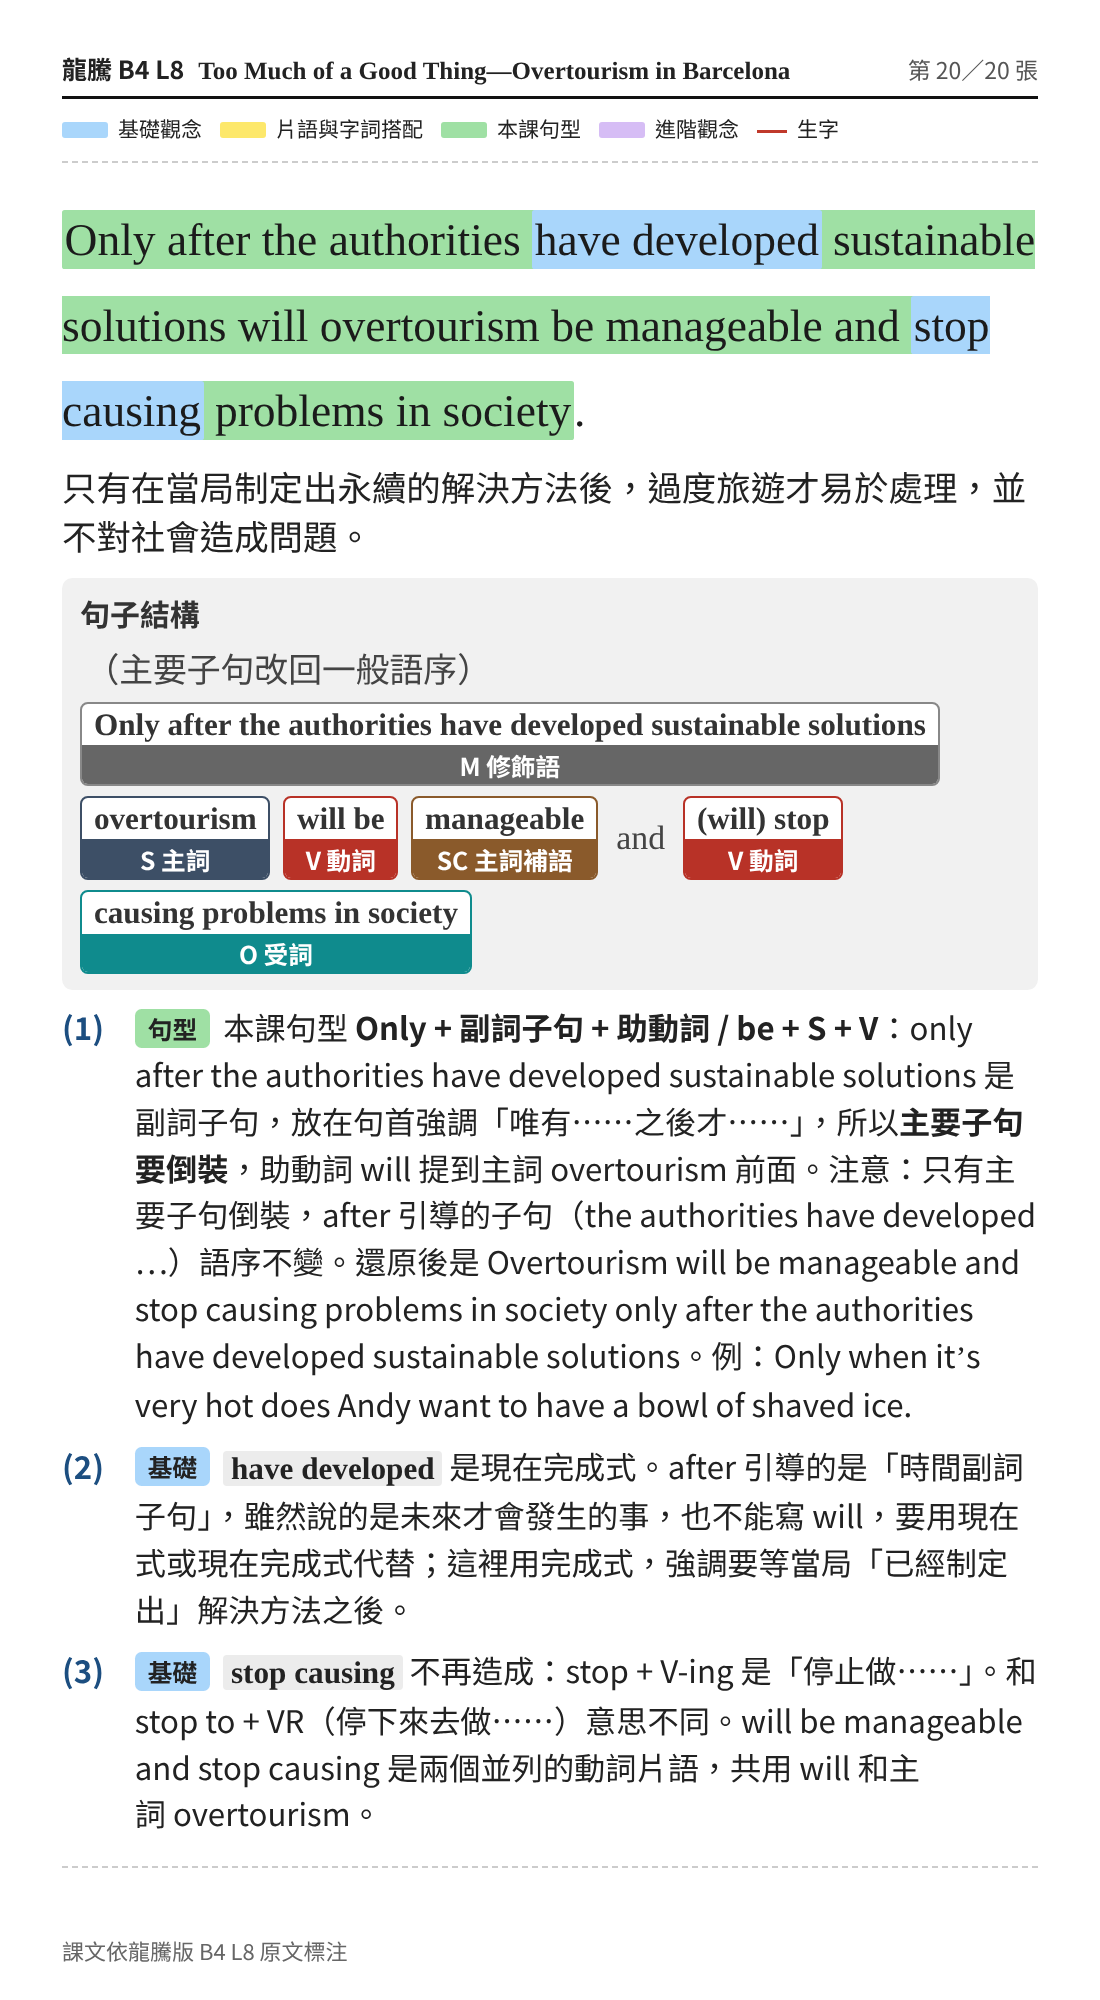 龍騰 B4 L8 Too Much of a Good Thing—Overtourism in Barcelona 第 20／20 張
基礎觀念 片語與字詞搭配 本課句型 進階觀念 生字
Only after the authorities have developed sustainable
solutions will overtourism be manageable and stop
causing problems in society.
只有在當局制定出永續的解決方法後，過度旅遊才易於處理，並
不對社會造成問題。
句子結構
（主要子句改回一般語序）
Only after the authorities have developed sustainable solutions
M 修飾語
overtourism will be manageable and (will) stop
S 主詞 V 動詞 SC 主詞補語 V 動詞
causing problems in society
O 受詞
(1) 句型 本課句型 Only + 副詞子句 + 助動詞 / be + S + V：only
after the authorities have developed sustainable solutions 是
副詞子句，放在句首強調「唯有……之後才……」，所以主要子句
要倒裝，助動詞 will 提到主詞 overtourism 前面。注意：只有主
要子句倒裝，after 引導的子句（the authorities have developed
…）語序不變。還原後是 Overtourism will be manageable and
stop causing problems in society only after the authorities
have developed sustainable solutions。例：Only when it’s
very hot does Andy want to have a bowl of shaved ice.
(2) 基礎 have developed 是現在完成式。after 引導的是「時間副詞
子句」，雖然說的是未來才會發生的事，也不能寫 will，要用現在
式或現在完成式代替；這裡用完成式，強調要等當局「已經制定
出」解決方法之後。
(3) 基礎 stop causing 不再造成：stop + V-ing 是「停止做……」。和
stop to + VR（停下來去做……）意思不同。will be manageable
and stop causing 是兩個並列的動詞片語，共用 will 和主
詞 overtourism。
課文依龍騰版 B4 L8 原文標注